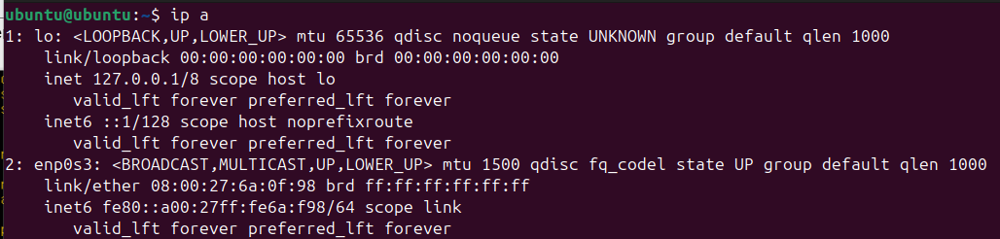 ubuntu@ubuntu:~$ ip a
1: lo: <LOOPBACK,UP,LOWER_UP> mtu 65536 qdisc noqueue state UNKNOWN group default qlen 1000
    link/loopback 00:00:00:00:00:00 brd 00:00:00:00:00:00
    inet 127.0.0.1/8 scope host lo
       valid_lft forever preferred_lft forever
    inet6 ::1/128 scope host noprefixroute
       valid_lft forever preferred_lft forever
2: enp0s3: <BROADCAST,MULTICAST,UP,LOWER_UP> mtu 1500 qdisc fq_codel state UP group default qlen 1000
    link/ether 08:00:27:6a:0f:98 brd ff:ff:ff:ff:ff:ff
    inet6 fe80::a00:27ff:fe6a:f98/64 scope link
       valid_lft forever preferred_lft forever